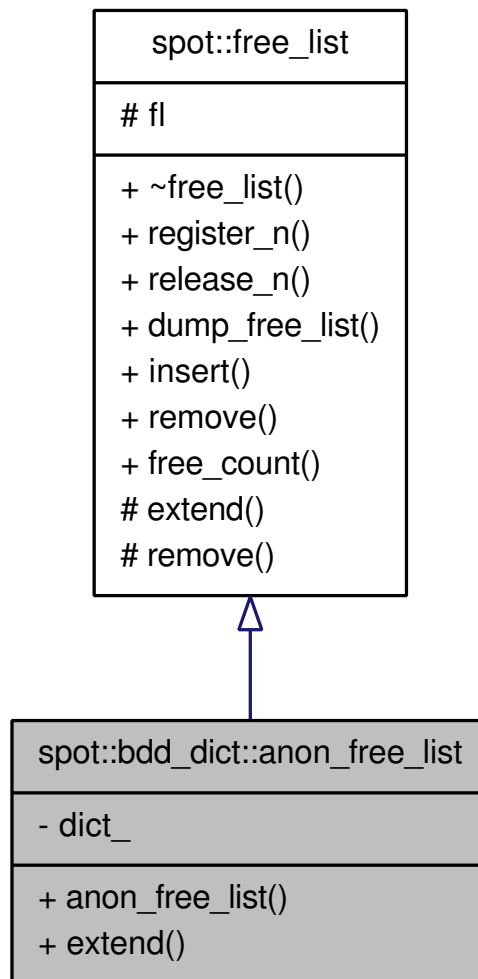 spot::free_list
# fl
+ ~free_list()
+ register_n()
+ release_n()
+ dump_free_list()
+ insert()
+ remove()
+ free_count()
# extend()
# remove()
spot::bdd_dict::anon_free_list
- dict_
+ anon_free_list()
+ extend()